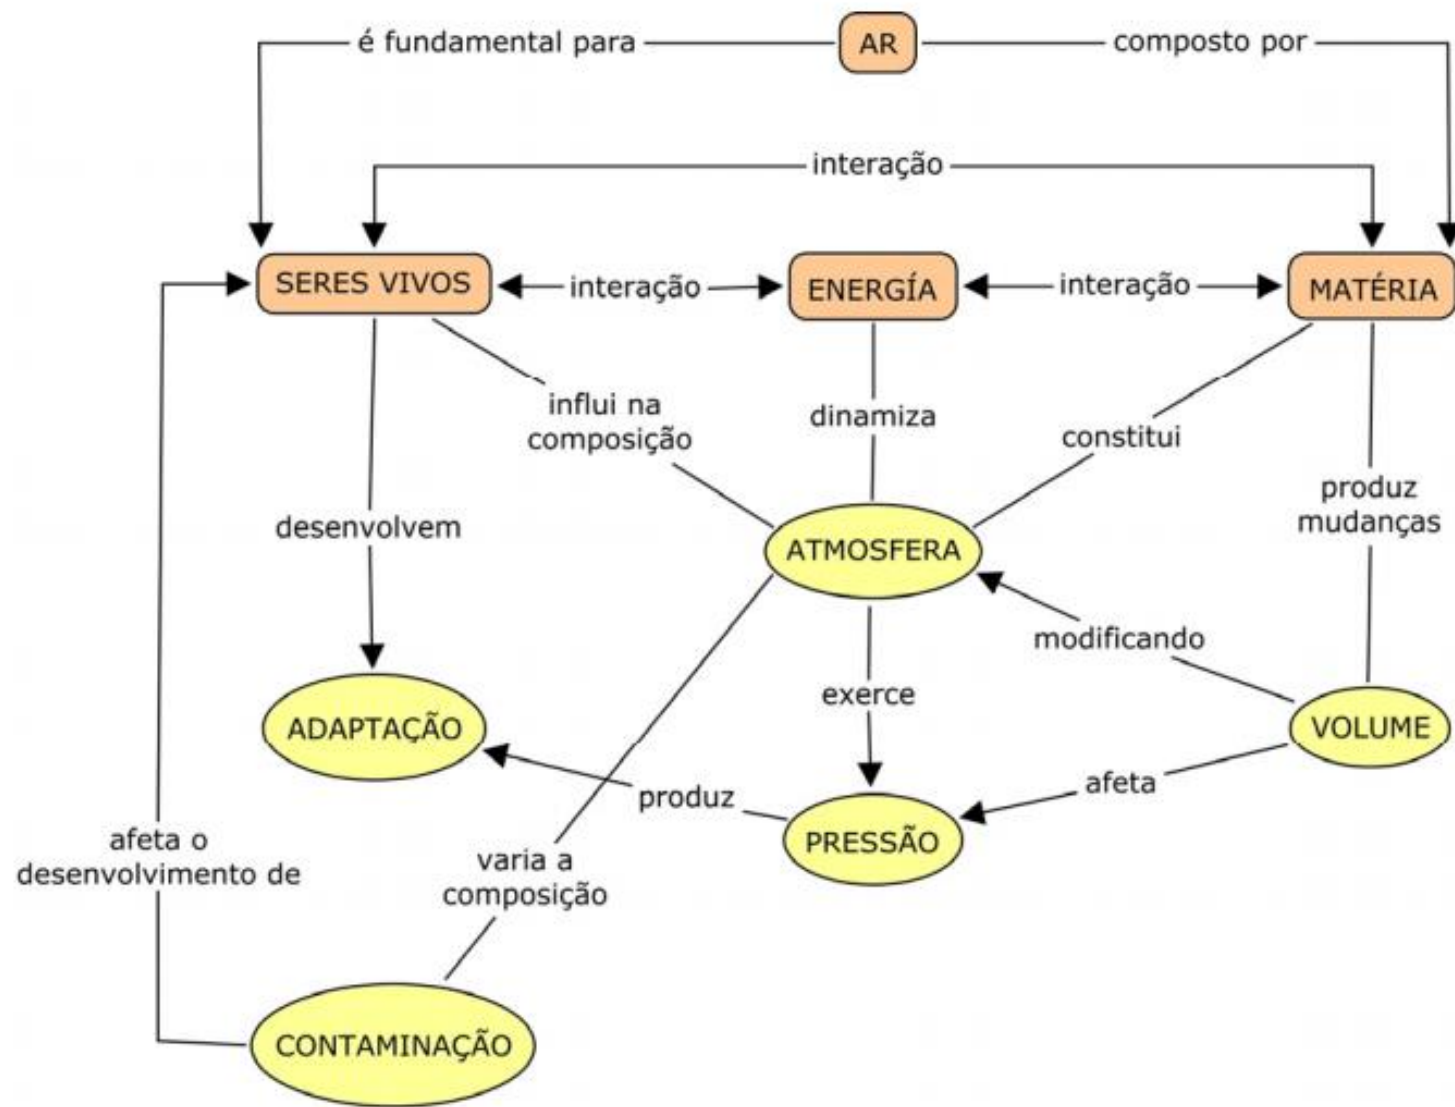 é fundamental para
AR
composto por
interação
SERES VIVOS
interação
ENERGÍA
interação
MATÉRIA
influi na
composição
dinamiza
constitui
produz
mudanças
desenvolvem
ATMOSFERA
modificando
exerce
ADAPTAÇÃO
VOLUME
produz
afeta
PRESSÃO
afeta o
desenvolvimento de
varia a
composição
CONTAMINAÇÃO